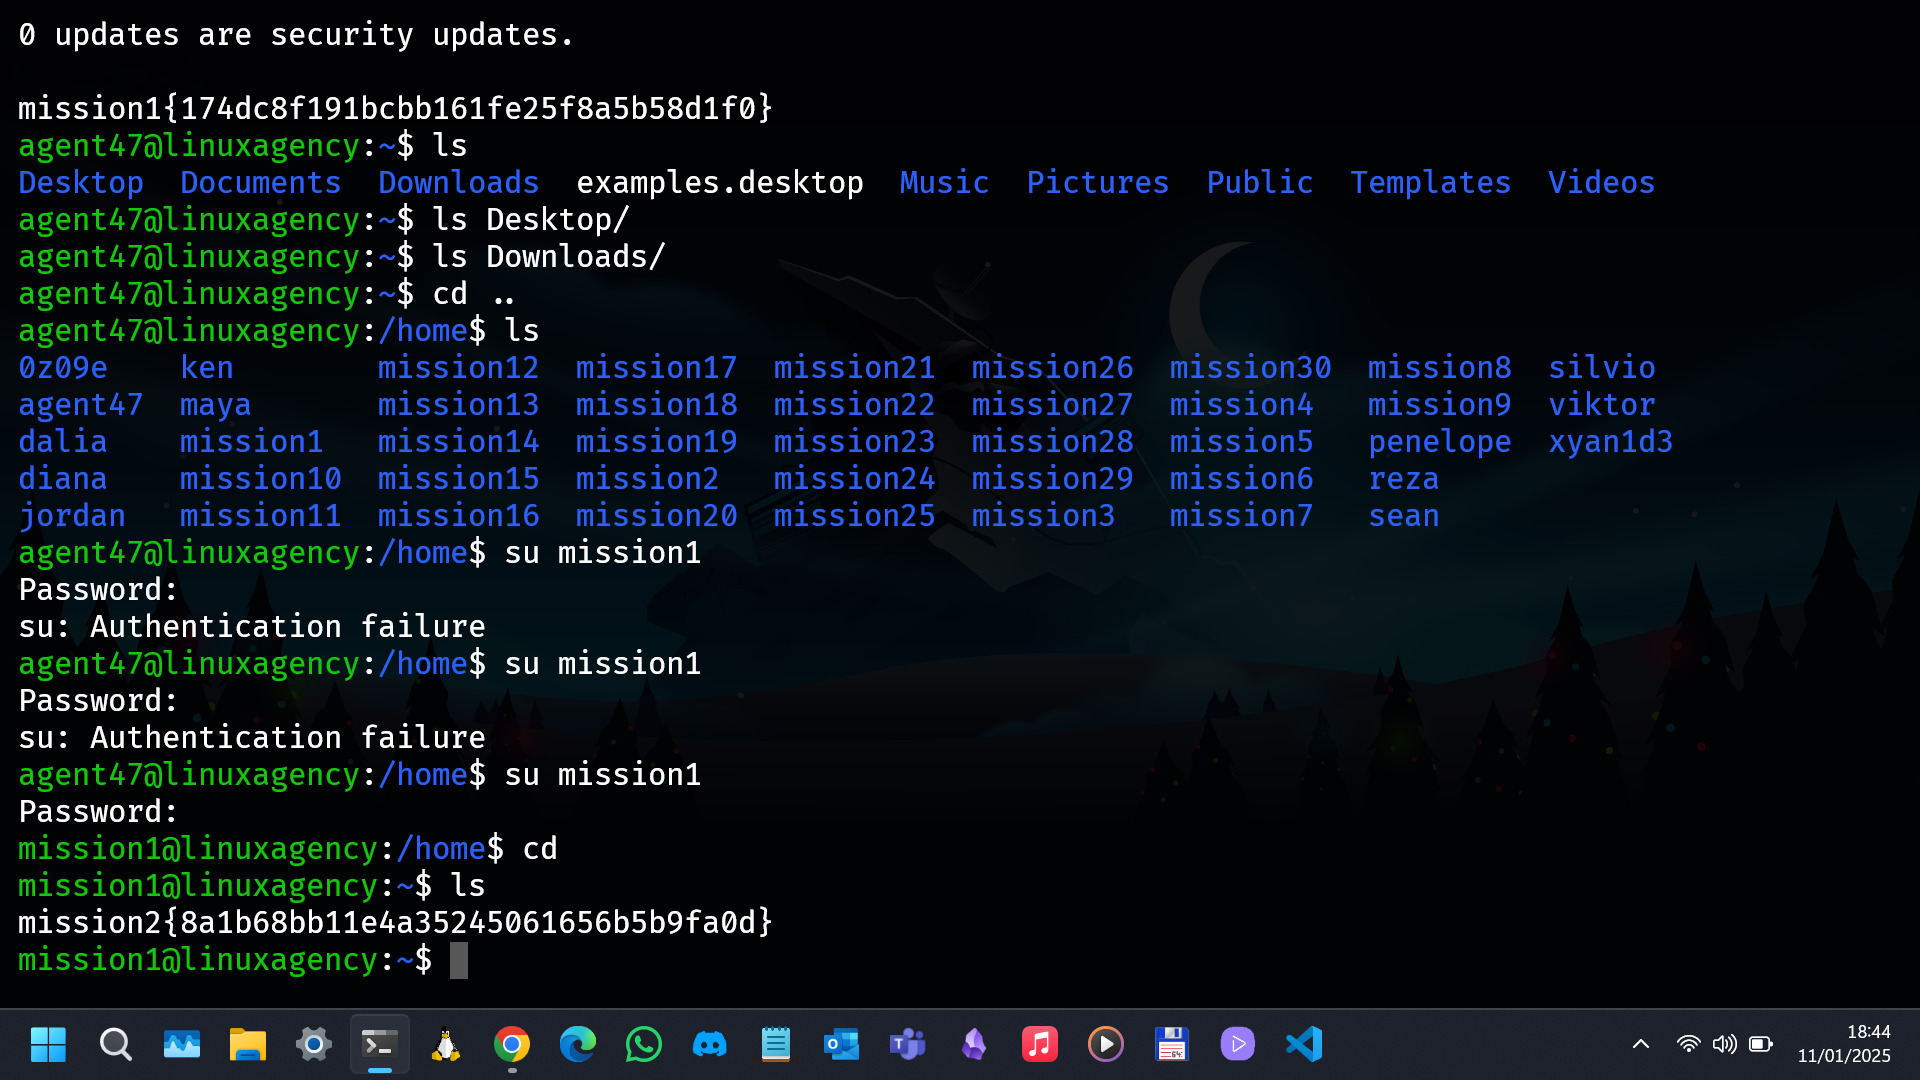 0 updates are security updates.
mission1{174dc8f191bcbb161fe25f8a5b58d1f0}
agent47@linuxagency:~$ ls
Desktop  Documents  Downloads  examples.desktop  Music  Pictures  Public  Templates  Videos
agent47@linuxagency:~$ ls Desktop/
agent47@linuxagency:~$ ls Downloads/
agent47@linuxagency:~$ cd ..
agent47@linuxagency:/home$ ls
0z09e    ken        mission12  mission17  mission21  mission26  mission30  mission8  silvio
agent47  maya       mission13  mission18  mission22  mission27  mission4   mission9  viktor
dalia    mission1   mission14  mission19  mission23  mission28  mission5   penelope  xyan1d3
diana    mission10  mission15  mission2   mission24  mission29  mission6   reza
jordan   mission11  mission16  mission20  mission25  mission3   mission7   sean
agent47@linuxagency:/home$ su mission1
Password:
su: Authentication failure
agent47@linuxagency:/home$ su mission1
Password:
su: Authentication failure
agent47@linuxagency:/home$ su mission1
Password:
mission1@linuxagency:/home$ cd
mission1@linuxagency:~$ ls
mission2{8a1b68bb11e4a35245061656b5b9fa0d}
mission1@linuxagency:~$
18:44
11/01/2025